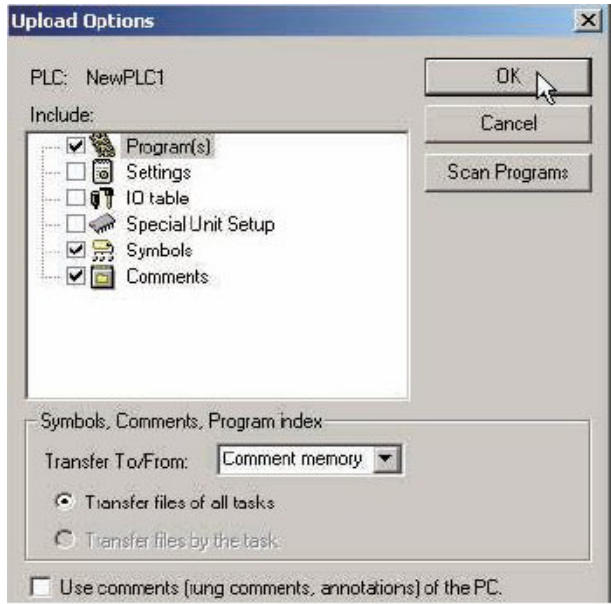 Upload Options
PLC: NewPLC1
OK
Include:
Cancel
Program(s)
Scan Programs
Settings
IO table
Special Unit Setup
Symbols
Comments
Symbols, Comments, Program index
Transfer To/From: Comment memory
Transfer files of all tasks
Transfer files by the task
Use comments (rung comments, annotations) of the PC.